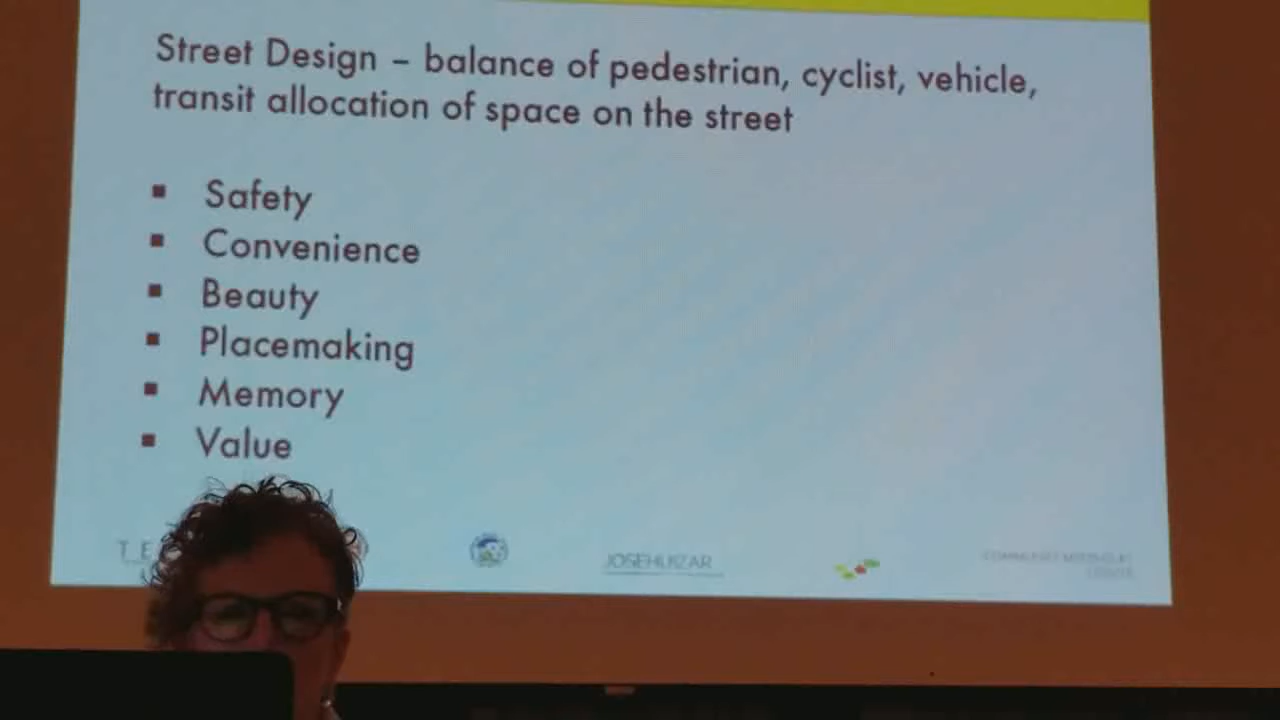 Street Design – balance of pedestrian, cyclist, vehicle,
transit allocation of space on the street
▪ Safety
▪ Convenience
▪ Beauty
▪ Placemaking
▪ Memory
▪ Value
JOSEHUIZAR